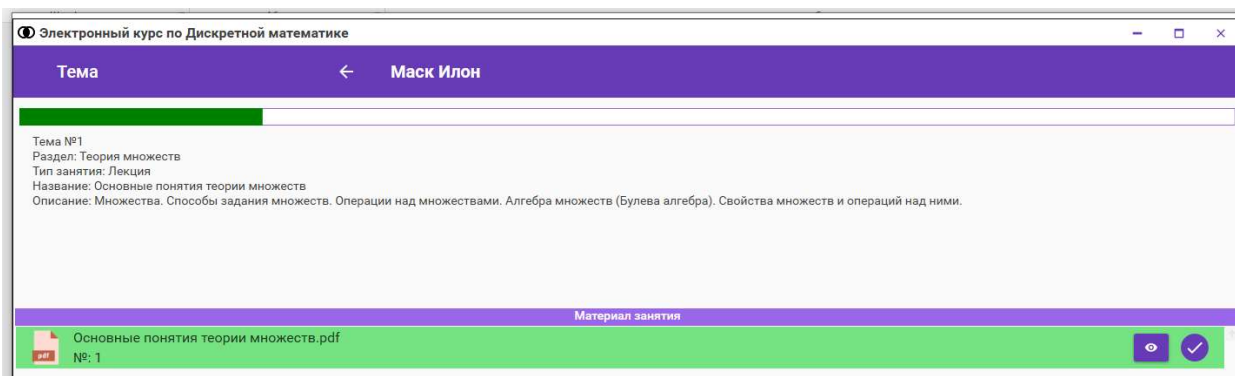 Электронный курс по Дискретной математике
Тема
Маск Илон
Тема №1
Раздел: Теория множеств
Тип занятия: Лекция
Название: Основные понятия теории множеств
Описание: Множества. Способы задания множеств. Операции над множествами. Алгебра множеств (Булева алгебра). Свойства множеств и операций над ними.
Материал занятия
Основные понятия теории множеств.pdf
pdf
№: 1